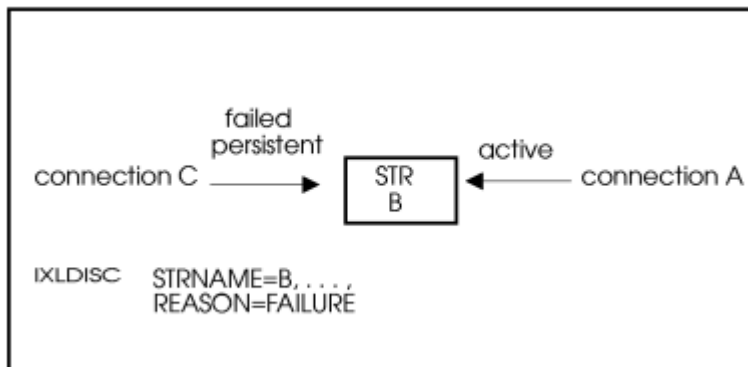 failed
persistent
connection C
STR
B
active
connection A
IXLDISC STRNAME=B, . . . ,
REASON=FAILURE